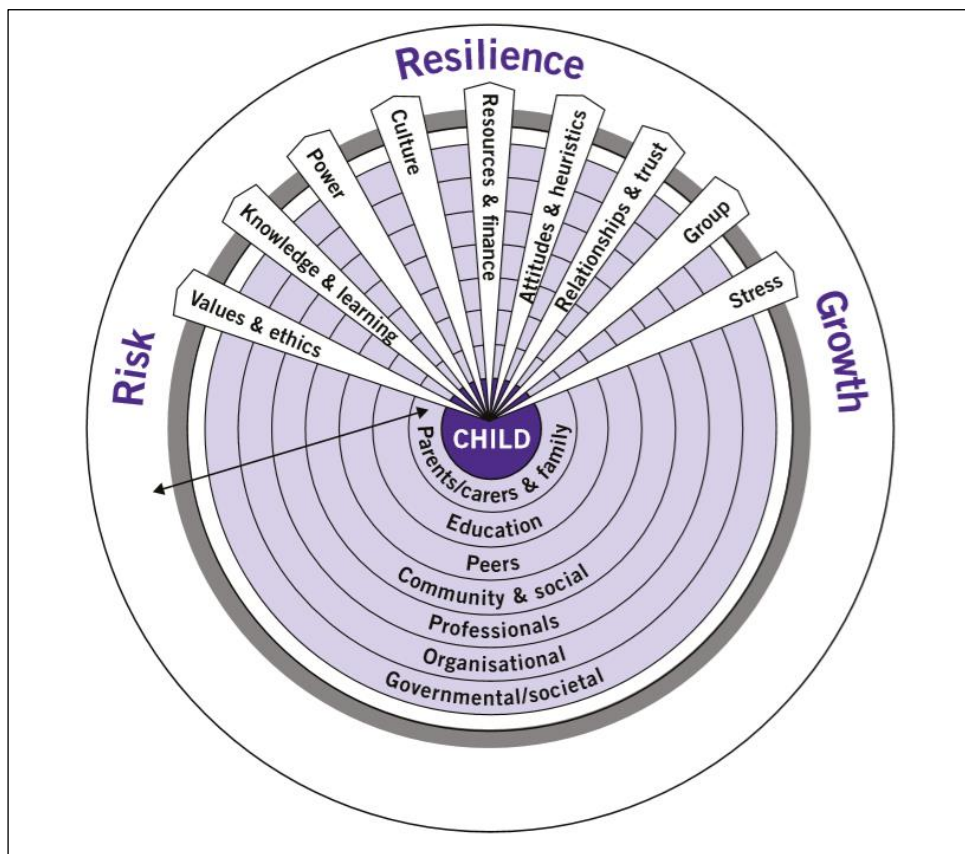 Resilience
Risk
Growth
Values & ethics
Knowledge & learning
Power
Culture
Resources & finance
Attitudes & heuristics
Relationships & trust
Group
Stress
CHILD
Parents/carers & family
Education
Peers
Community & social
Professionals
Organisational
Governmental/societal